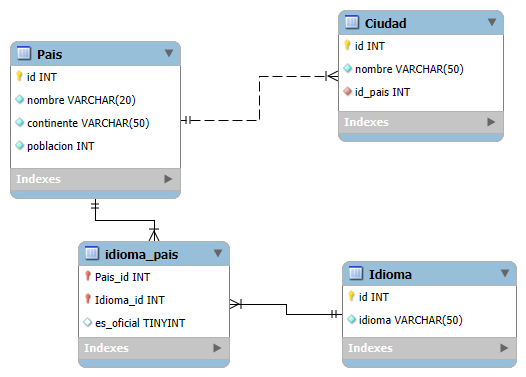 Pais
id INT
nombre VARCHAR(20)
continente VARCHAR(50)
poblacion INT
Indexes
Ciudad
id INT
nombre VARCHAR(50)
id_pais INT
Indexes
idioma_pais
Pais_id INT
Idioma_id INT
es_oficial TINYINT
Indexes
Idioma
id INT
idioma VARCHAR(50)
Indexes